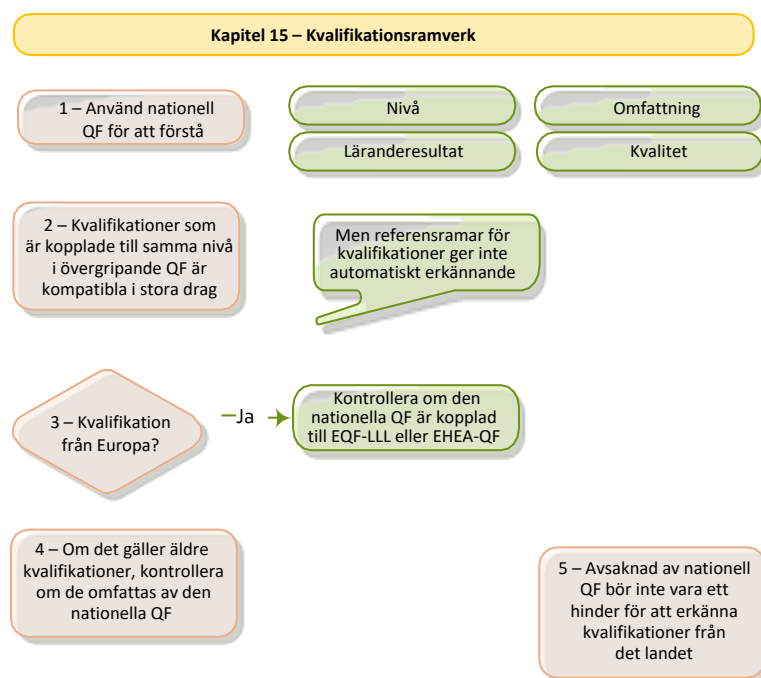 Kapitel 15 – Kvalifikationsramverk
1 – Använd nationell
QF för att förstå
Nivå
Omfattning
Läranderesultat
Kvalitet
2 – Kvalifikationer som
är kopplade till samma nivå
i övergripande QF är
kompatibla i stora drag
Men referensramar för
kvalifikationer ger inte
automatiskt erkännande
3 – Kvalifikation
från Europa?
Ja
Kontrollera om den
nationella QF är kopplad
till EQF-LLL eller EHEA-QF
4 – Om det gäller äldre
kvalifikationer, kontrollera
om de omfattas av den
nationella QF
5 – Avsaknad av nationell
QF bör inte vara ett
hinder för att erkänna
kvalifikationer från
det landet